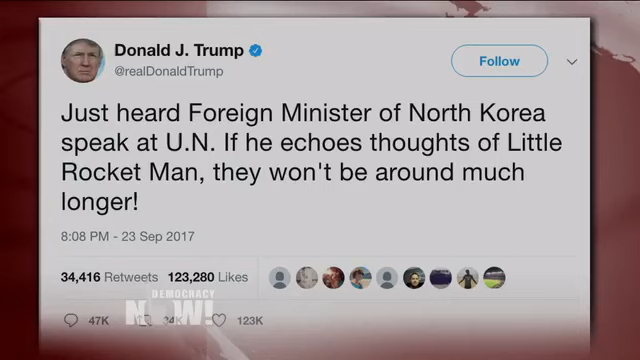 Donald J. Trump
@realDonaldTrump
Follow
Just heard Foreign Minister of North Korea
speak at U.N. If he echoes thoughts of Little
Rocket Man, they won't be around much
longer!
8:08 PM - 23 Sep 2017
34,416 Retweets 123,280 Likes
DEMOCRACY
NOW!
47K 34K 123K